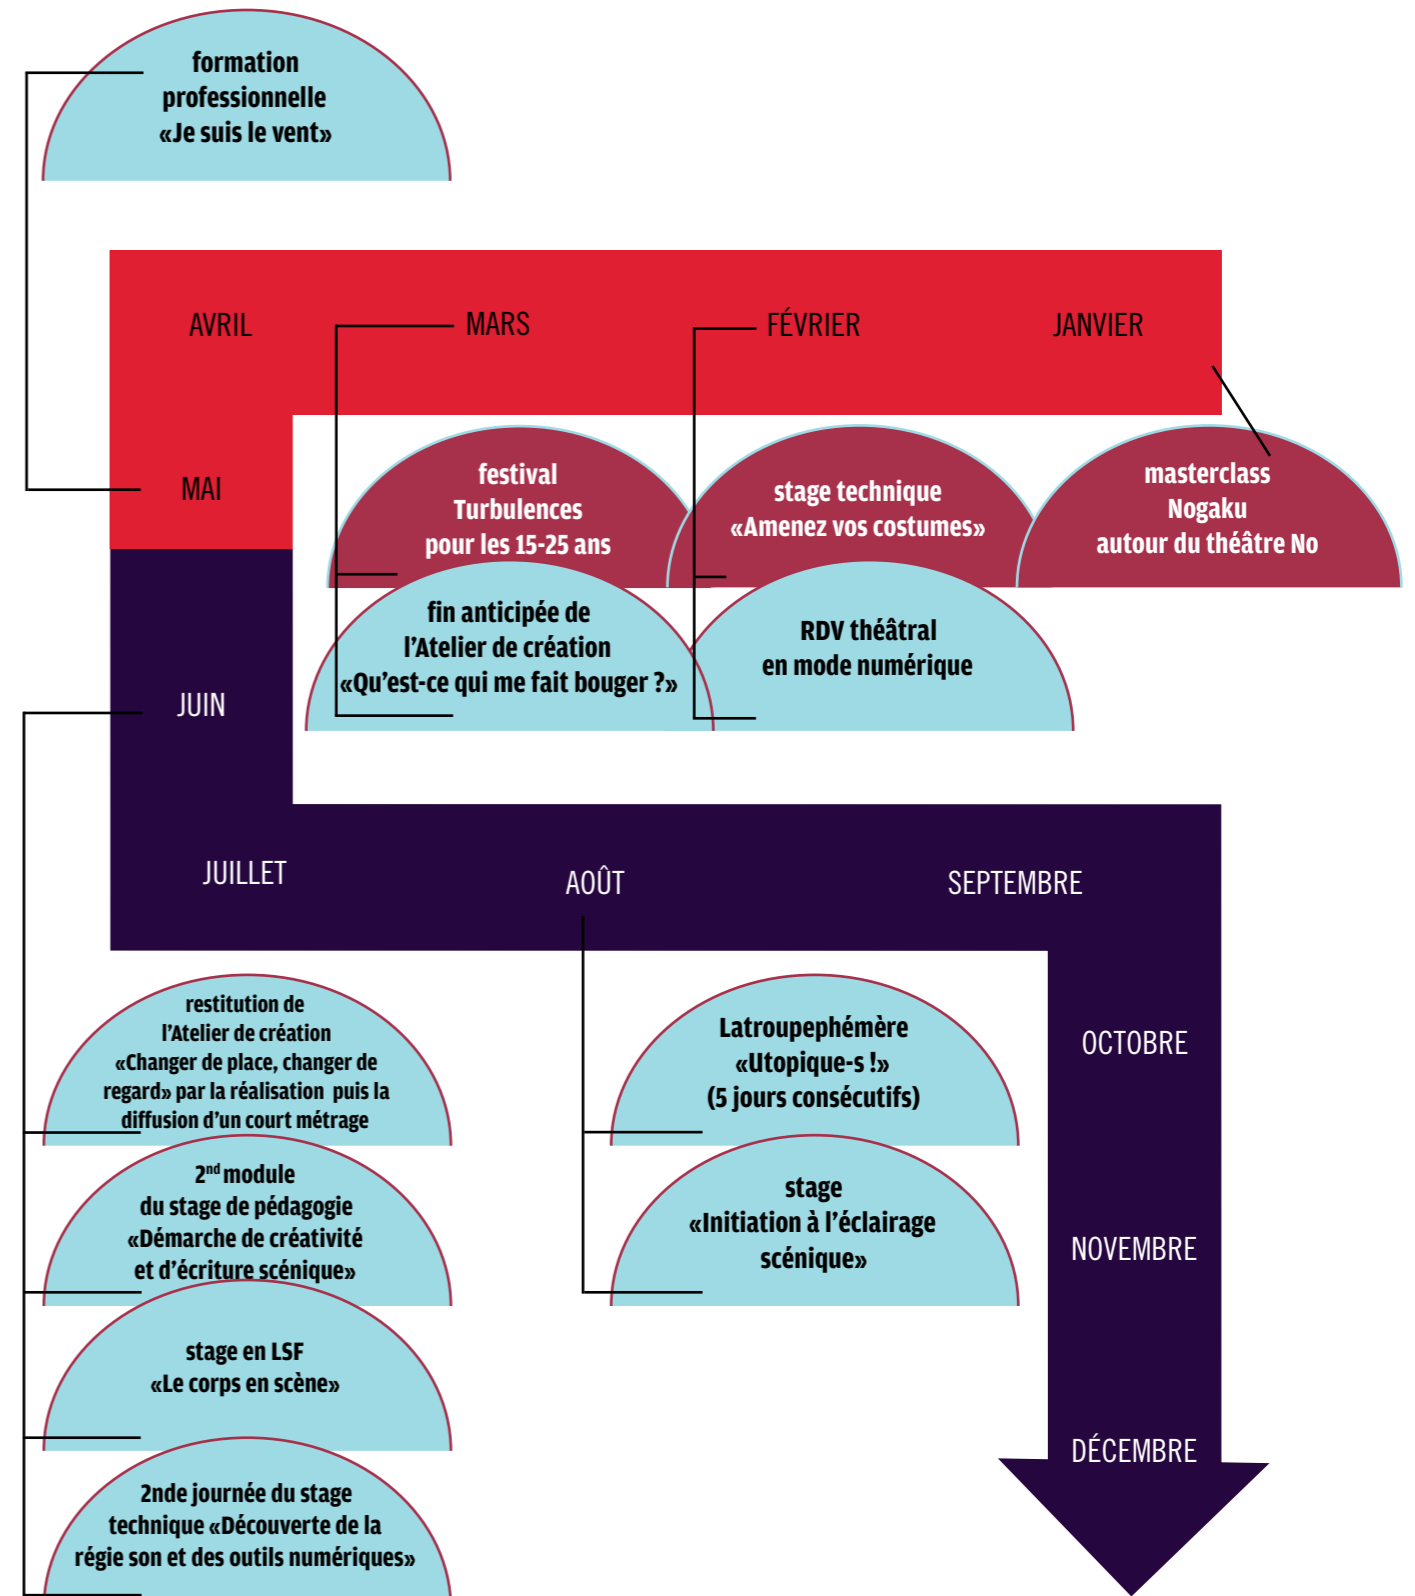 formation
professionnelle
«Je suis le vent»
AVRIL
MARS
FÉVRIER
JANVIER
MAI
festival
Turbulences
pour les 15-25 ans
stage technique
«Amenez vos costumes»
masterclass
Nogaku
autour du théâtre No
fin anticipée de
l'Atelier de création
«Qu'est-ce qui me fait bouger ?»
RDV théâtral
en mode numérique
JUIN
JUILLET
AOÛT
SEPTEMBRE
restitution de
l'Atelier de création
«Changer de place, changer de
regard» par la réalisation puis la
diffusion d'un court métrage
Latroupephémère
«Utopique-s !»
(5 jours consécutifs)
OCTOBRE
2nd module
du stage de pédagogie
«Démarche de créativité
et d'écriture scénique»
stage
«Initiation à l'éclairage
scénique»
NOVEMBRE
stage en LSF
«Le corps en scène»
DÉCEMBRE
2nde journée du stage
technique «Découverte de la
régie son et des outils numériques»